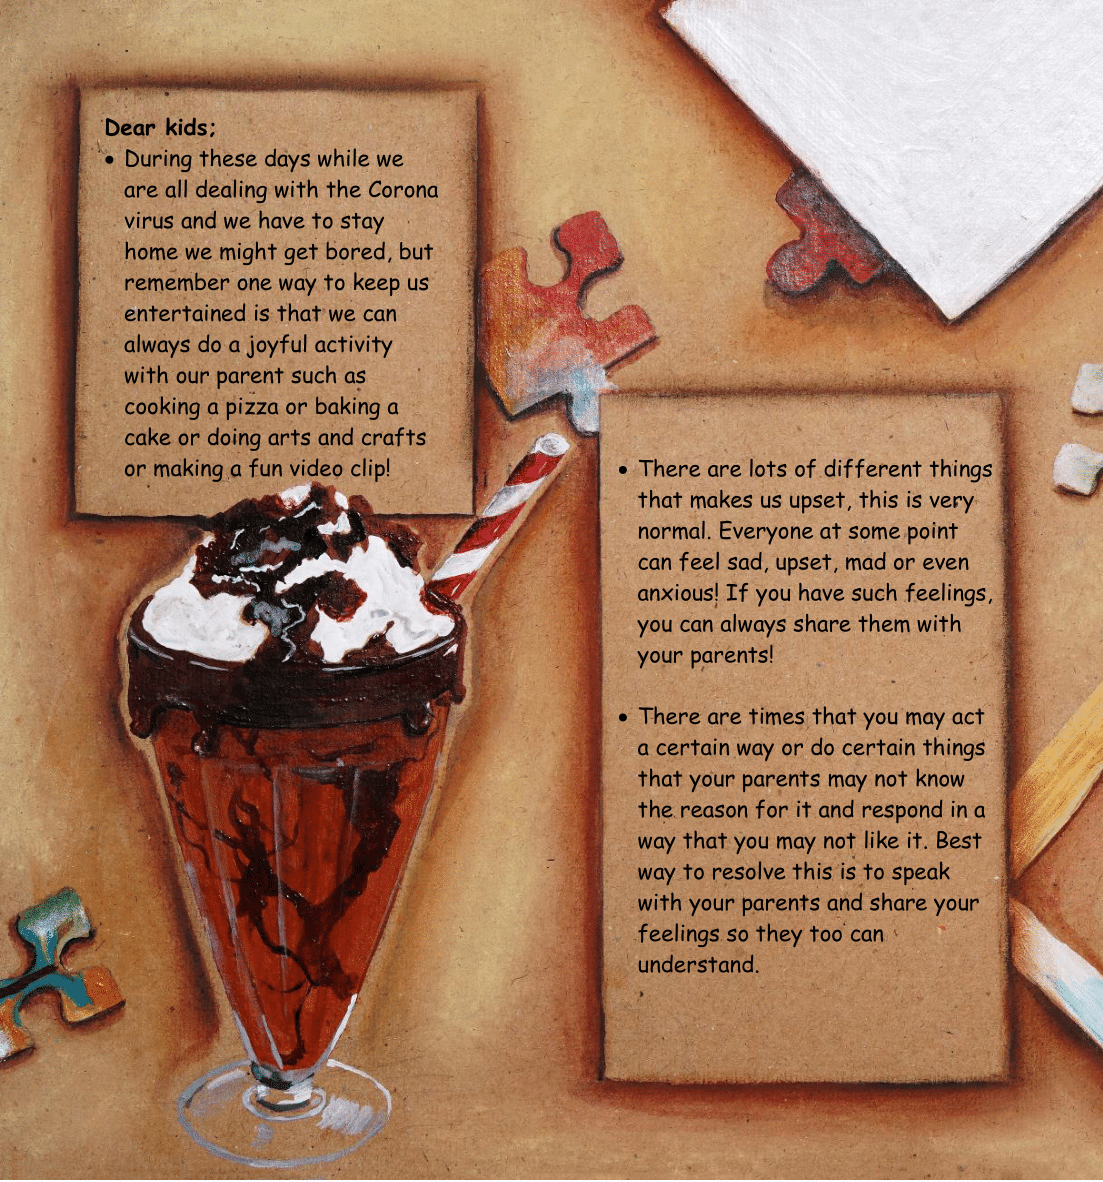 Dear kids;
• During these days while we
are all dealing with the Corona
virus and we have to stay
home we might get bored, but
remember one way to keep us
entertained is that we can
always do a joyful activity
with our parent such as
cooking a pizza or baking a
cake or doing arts and crafts
or making a fun video clip!
• There are lots of different things
that makes us upset, this is very
normal. Everyone at some point
can feel sad, upset, mad or even
anxious! If you have such feelings,
you can always share them with
your parents!
• There are times that you may act
a certain way or do certain things
that your parents may not know
the reason for it and respond in a
way that you may not like it. Best
way to resolve this is to speak
with your parents and share your
feelings so they too can
understand.